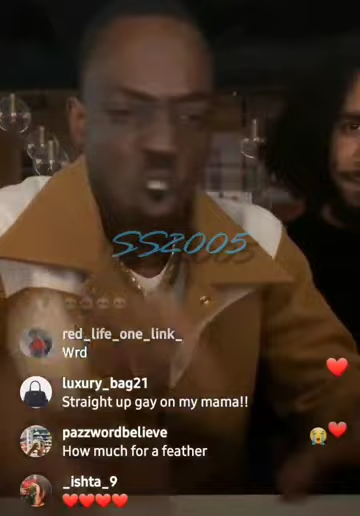 SS2005
red_life_one_link_
Wrd
luxury_bag21
Straight up gay on my mama!!
pazzwordbelieve
How much for a feather
_ishta_9